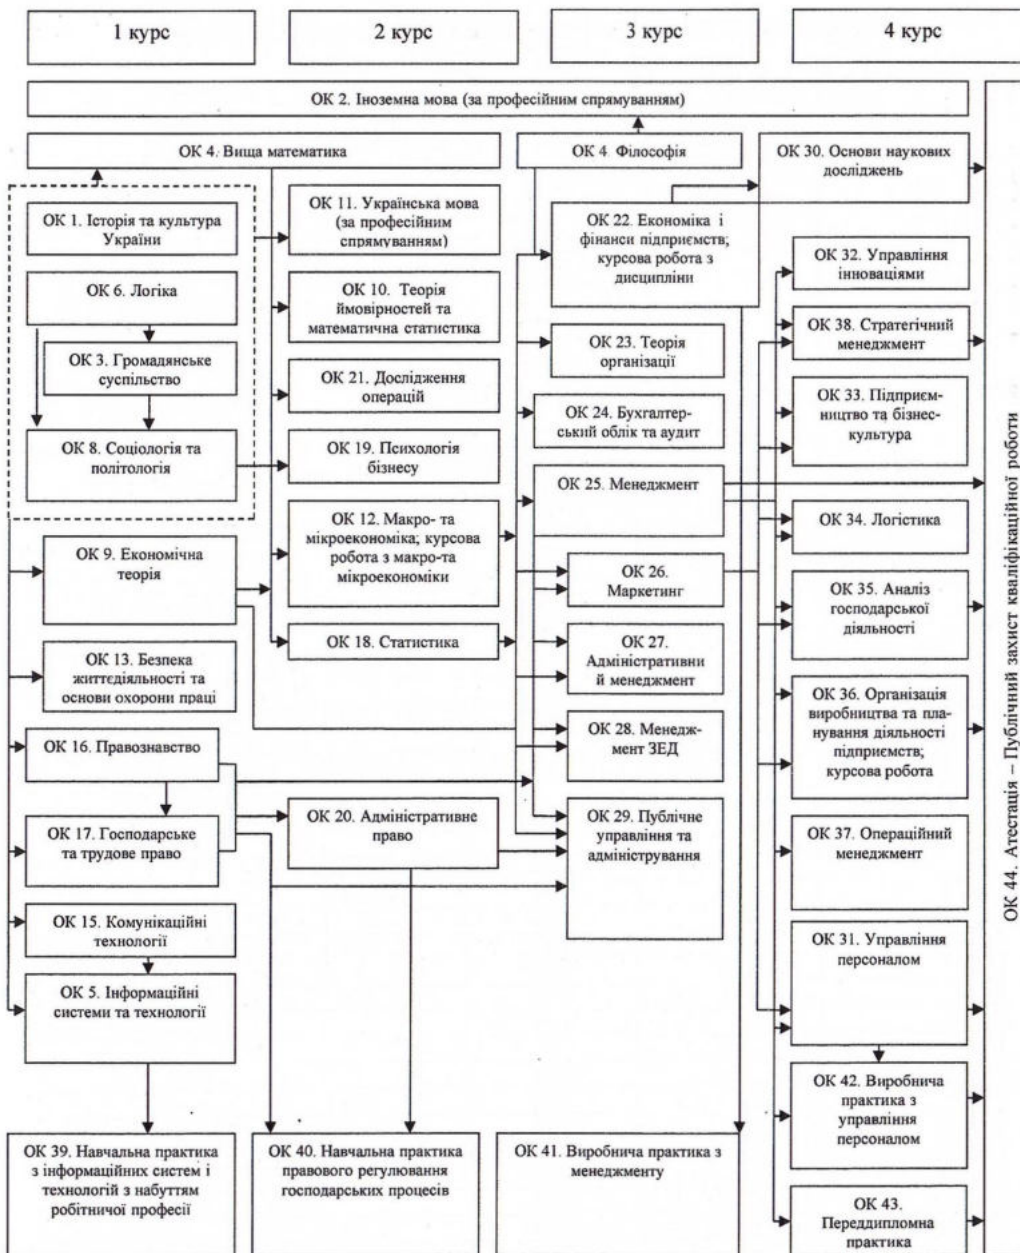 1 курс
2 курс
3 курс
4 курс
ОК 2. Іноземна мова (за професійним спрямуванням)
ОК 4. Вища математика
ОК 1. Історія та культура
України
ОК 6. Логіка
ОК 3. Громадянське
суспільство
ОК 8. Соціологія та
політологія
ОК 9. Економічна
теорія
ОК 13. Безпека
життєдіяльності та
основи охорони праці
ОК 16. Правознавство
ОК 17. Господарське
та трудове право
ОК 15. Комунікаційні
технології
ОК 5. Інформаційні
системи та технології
ОК 39. Навчальна практика
з інформаційних систем і
технологій з набуттям
робітничої професії
ОК 11. Українська мова
(за професійним
спрямуванням)
ОК 10. Теорія
ймовірностей та
математична статистика
ОК 21. Дослідження
операцій
ОК 19. Психологія
бізнесу
ОК 12. Макро- та
мікроекономіка; курсова
робота з макро-та
мікроекономіки
ОК 18. Статистика
ОК 20. Адміністративне
право
ОК 40. Навчальна практика
правового регулювання
господарських процесів
ОК 4. Філософія
ОК 22. Економіка і
фінанси підприємств;
курсова робота з
дисципліни
ОК 23. Теорія
організації
ОК 24. Бухгалтер-
ський облік та аудит
ОК 25. Менеджмент
ОК 26.
Маркетинг
ОК 27.
Адміністративни
й менеджмент
ОК 28. Менедж-
мент ЗЕД
ОК 29. Публічне
управління та
адміністрування
ОК 41. Виробнича практика з
менеджменту
ОК 30. Основи наукових
досліджень
ОК 32. Управління
інноваціями
ОК 38. Стратегічний
менеджмент
ОК 33. Підприєм-
ництво та бізнес-
культура
ОК 34. Логістика
ОК 35. Аналіз
господарської
діяльності
ОК 36. Організація
виробництва та пла-
нування діяльності
підприємств;
курсова робота
ОК 37. Операційний
менеджмент
ОК 31. Управління
персоналом
ОК 42. Виробнича
практика з
управління
персоналом
ОК 43.
Переддипломна
практика
ОК 44. Атестація – Публічний захист кваліфікаційної роботи